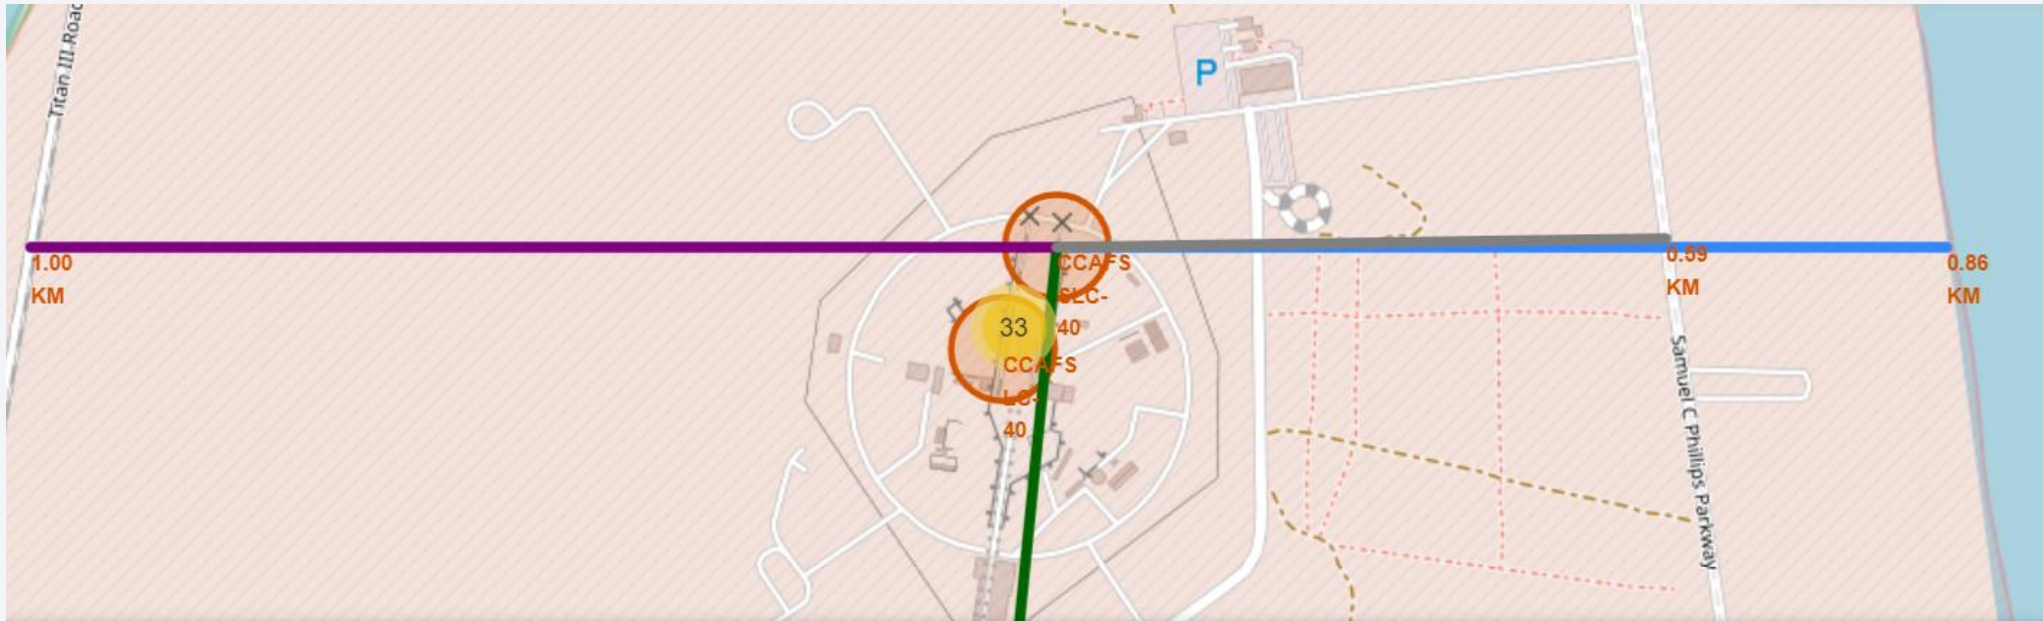 Titan III Road
P
1.00
KM
CCAFS
SLC-
40
33
CCAFS
LC-
40
0.59
KM
0.86
KM
Samuel C Phillips Parkway